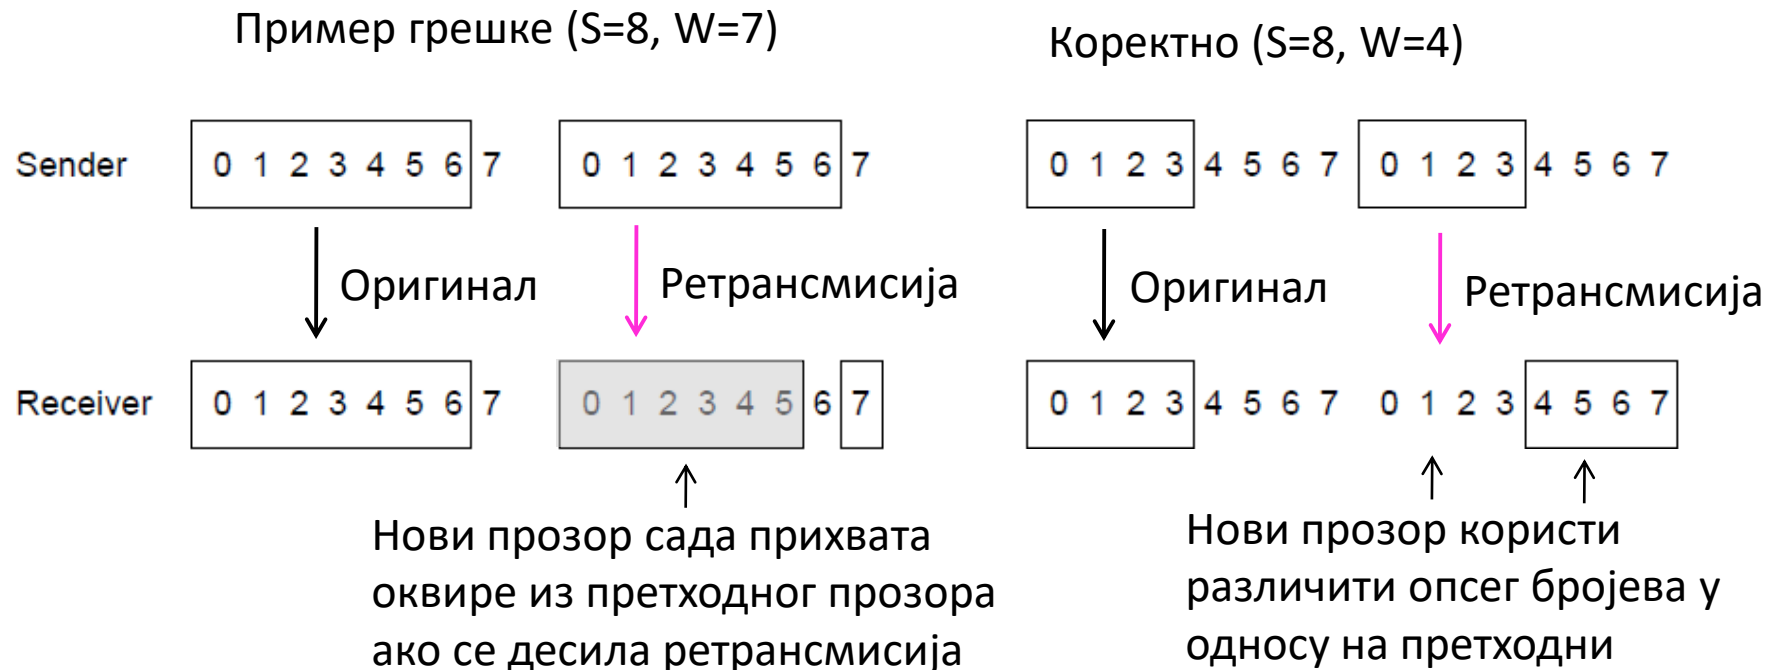 Пример грешке (S=8, W=7)
Коректно (S=8, W=4)
Sender
0 1 2 3 4 5 6 7
0 1 2 3 4 5 6 7
0 1 2 3 4 5 6 7
0 1 2 3 4 5 6 7
Оригинал
Ретрансмисија
Оригинал
Ретрансмисија
Receiver
0 1 2 3 4 5 6 7
0 1 2 3 4 5 6 7
0 1 2 3 4 5 6 7
0 1 2 3 4 5 6 7
Нови прозор сада прихвата
оквире из претходног прозора
ако се десила ретрансмисија
Нови прозор користи
различити опсег бројева у
односу на претходни